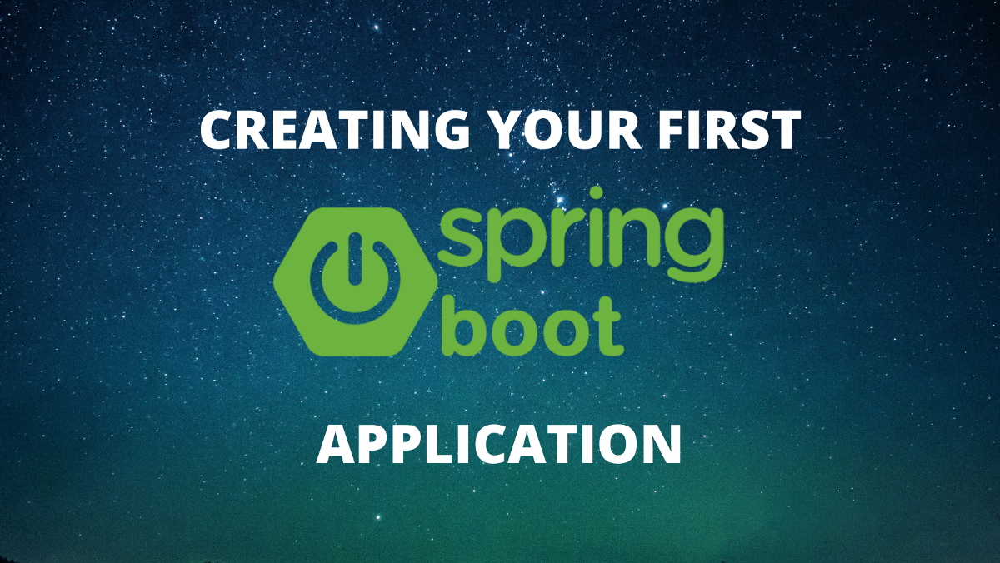 CREATING YOUR FIRST
spring
boot
APPLICATION